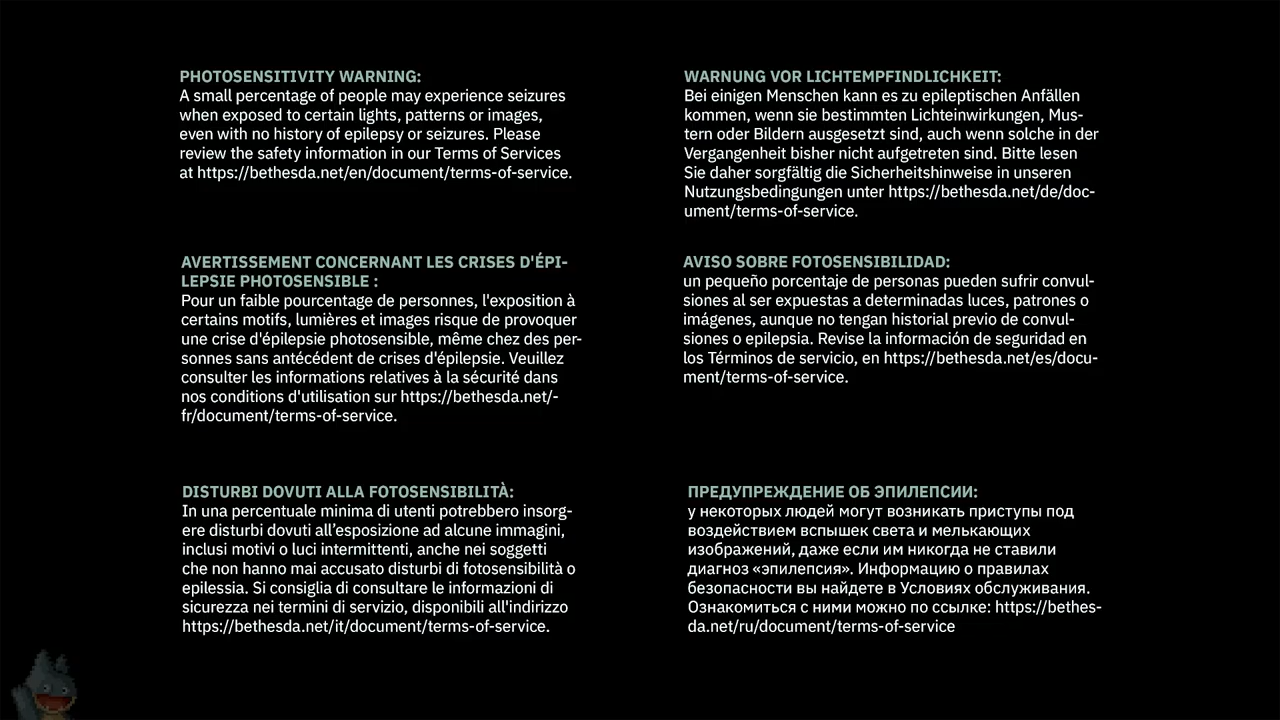 PHOTOSENSITIVITY WARNING:
A small percentage of people may experience seizures
when exposed to certain lights, patterns or images,
even with no history of epilepsy or seizures. Please
review the safety information in our Terms of Services
at https://bethesda.net/en/document/terms-of-service.
WARNUNG VOR LICHTEMPFINDLICHKEIT:
Bei einigen Menschen kann es zu epileptischen Anfällen
kommen, wenn sie bestimmten Lichteinwirkungen, Mus-
tern oder Bildern ausgesetzt sind, auch wenn solche in der
Vergangenheit bisher nicht aufgetreten sind. Bitte lesen
Sie daher sorgfältig die Sicherheitshinweise in unseren
Nutzungsbedingungen unter https://bethesda.net/de/doc-
ument/terms-of-service.
AVERTISSEMENT CONCERNANT LES CRISES D'ÉPI-
LEPSIE PHOTOSENSIBLE :
Pour un faible pourcentage de personnes, l'exposition à
certains motifs, lumières et images risque de provoquer
une crise d'épilepsie photosensible, même chez des per-
sonnes sans antécédent de crises d'épilepsie. Veuillez
consulter les informations relatives à la sécurité dans
nos conditions d'utilisation sur https://bethesda.net/-
fr/document/terms-of-service.
AVISO SOBRE FOTOSENSIBILIDAD:
un pequeño porcentaje de personas pueden sufrir convul-
siones al ser expuestas a determinadas luces, patrones o
imágenes, aunque no tengan historial previo de convul-
siones o epilepsia. Revise la información de seguridad en
los Términos de servicio, en https://bethesda.net/es/docu-
ment/terms-of-service.
DISTURBI DOVUTI ALLA FOTOSENSIBILITÀ:
In una percentuale minima di utenti potrebbero insorg-
ere disturbi dovuti all’esposizione ad alcune immagini,
inclusi motivi o luci intermittenti, anche nei soggetti
che non hanno mai accusato disturbi di fotosensibilità o
epilessia. Si consiglia di consultare le informazioni di
sicurezza nei termini di servizio, disponibili all'indirizzo
https://bethesda.net/it/document/terms-of-service.
ПРЕДУПРЕЖДЕНИЕ ОБ ЭПИЛЕПСИИ:
у некоторых людей могут возникать приступы под
воздействием вспышек света и мелькающих
изображений, даже если им никогда не ставили
диагноз «эпилепсия». Информацию о правилах
безопасности вы найдете в Условиях обслуживания.
Ознакомиться с ними можно по ссылке: https://bethes-
da.net/ru/document/terms-of-service